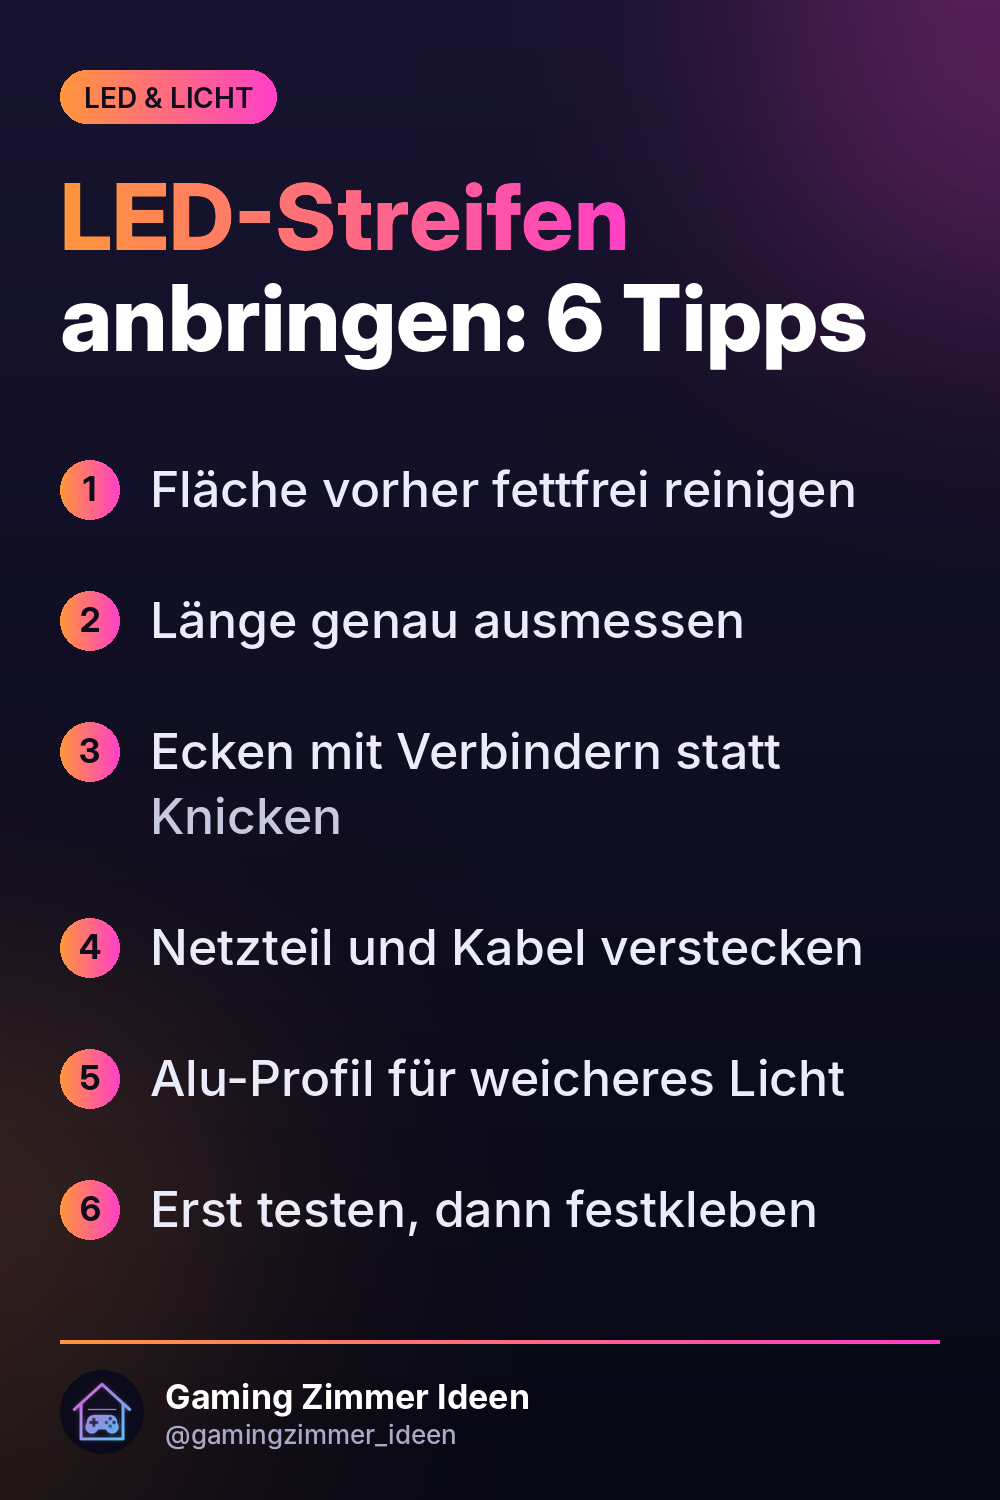 LED & LICHT
LED-Streifen
anbringen: 6 Tipps
1 Fläche vorher fettfrei reinigen
2 Länge genau ausmessen
3 Ecken mit Verbindern statt
Knicken
4 Netzteil und Kabel verstecken
5 Alu-Profil für weicheres Licht
6 Erst testen, dann festkleben
Gaming Zimmer Ideen
@gamingzimmer_ideen